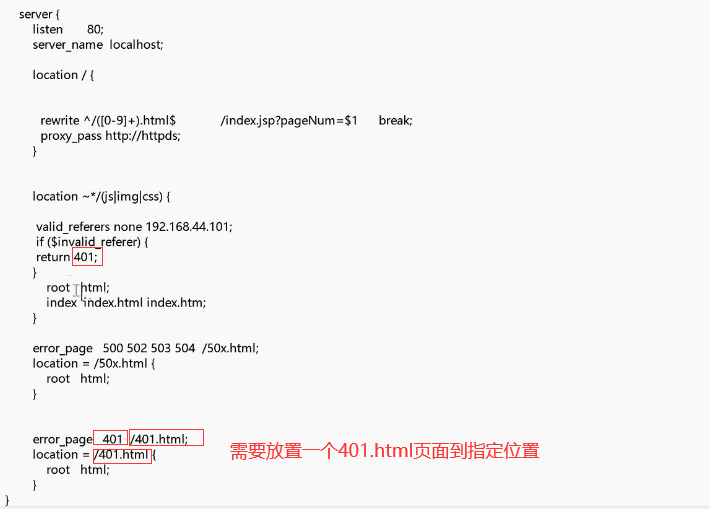 server {
listen 80;
server_name localhost;
location / {
rewrite ^/([0-9]+).html$ /index.jsp?pageNum=$1 break;
proxy_pass http://httpds;
}
location ~*/(js|img|css) {
valid_referers none 192.168.44.101;
if ($invalid_referer) {
return 401;
}
root html;
index index.html index.htm;
}
error_page 500 502 503 504 /50x.html;
location = /50x.html {
root html;
}
error_page 401 /401.html;
location = /401.html {
root html;
}
}
需要放置一个401.html页面到指定位置